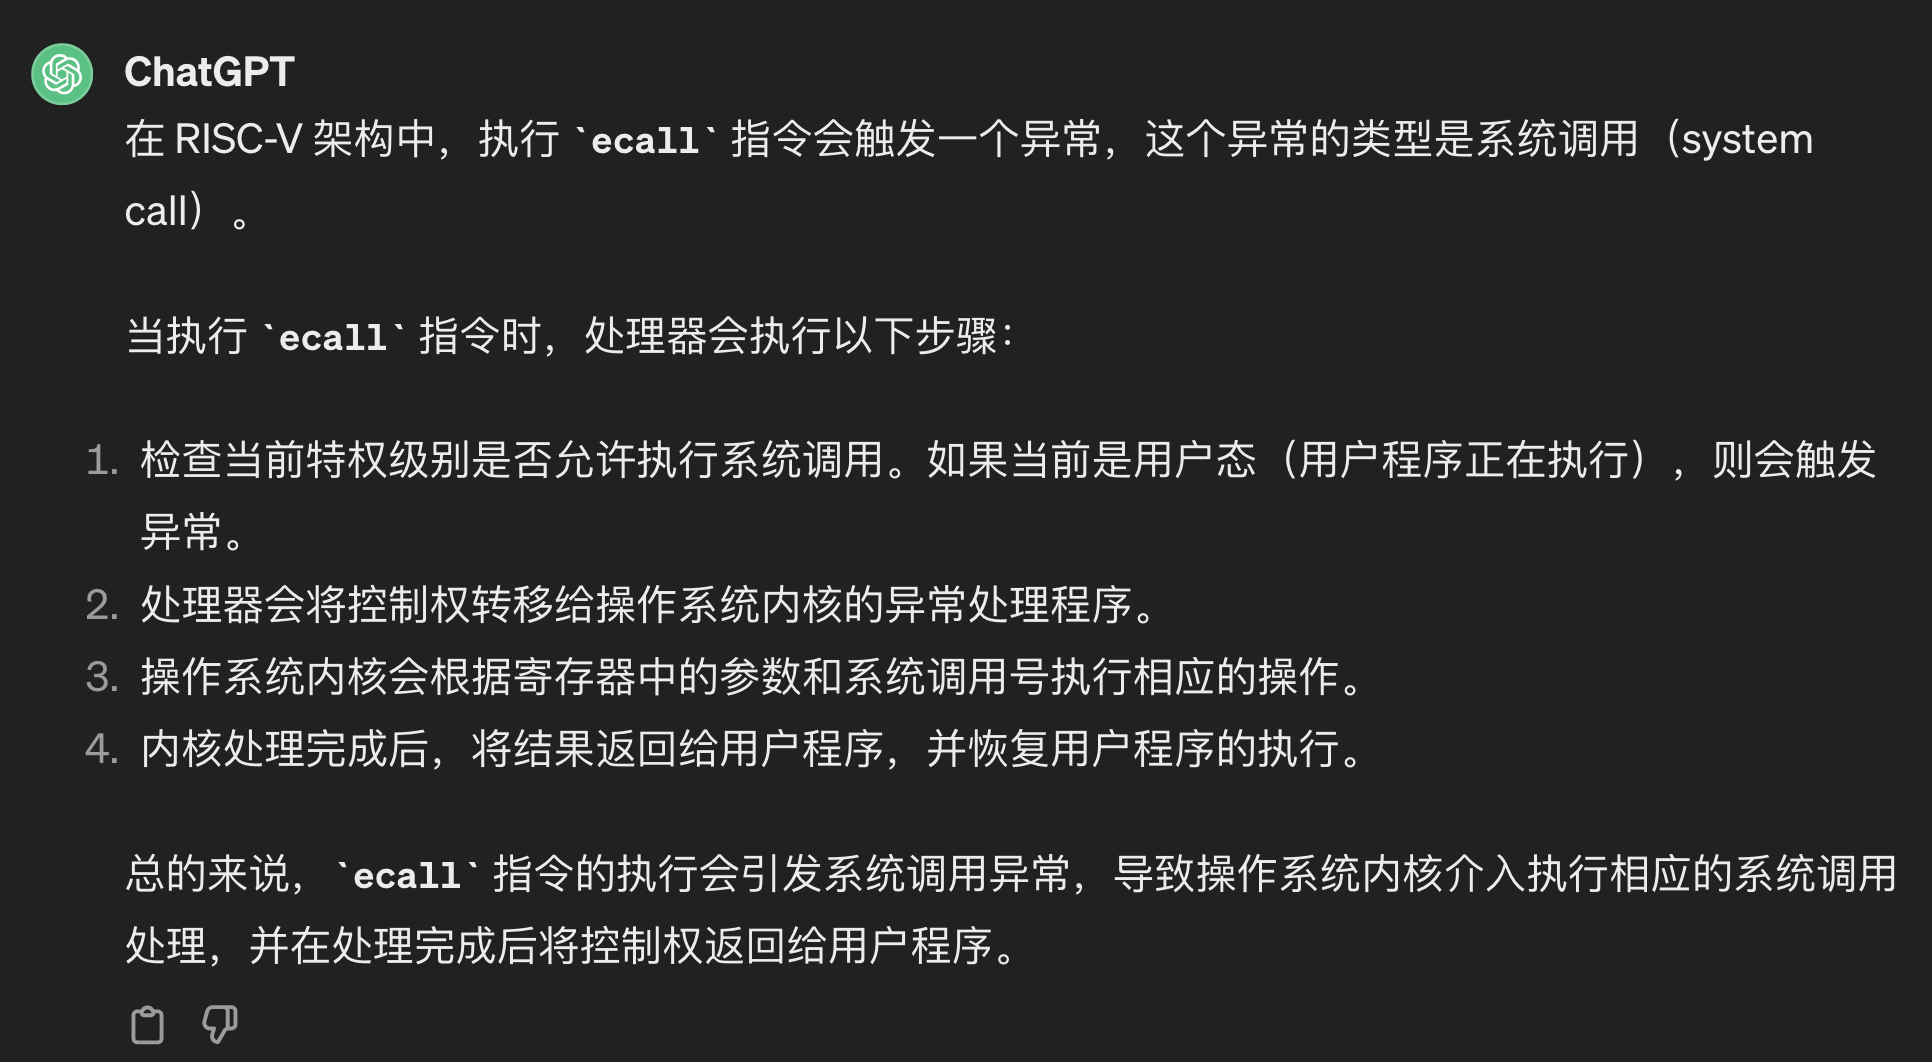 ChatGPT
在 RISC-V 架构中，执行 `ecall` 指令会触发一个异常，这个异常的类型是系统调用（system
call）。
当执行 `ecall` 指令时，处理器会执行以下步骤：
1. 检查当前特权级别是否允许执行系统调用。如果当前是用户态（用户程序正在执行），则会触发
异常。
2. 处理器会将控制权转移给操作系统内核的异常处理程序。
3. 操作系统内核会根据寄存器中的参数和系统调用号执行相应的操作。
4. 内核处理完成后，将结果返回给用户程序，并恢复用户程序的执行。
总的来说，`ecall` 指令的执行会引发系统调用异常，导致操作系统内核介入执行相应的系统调用
处理，并在处理完成后将控制权返回给用户程序。